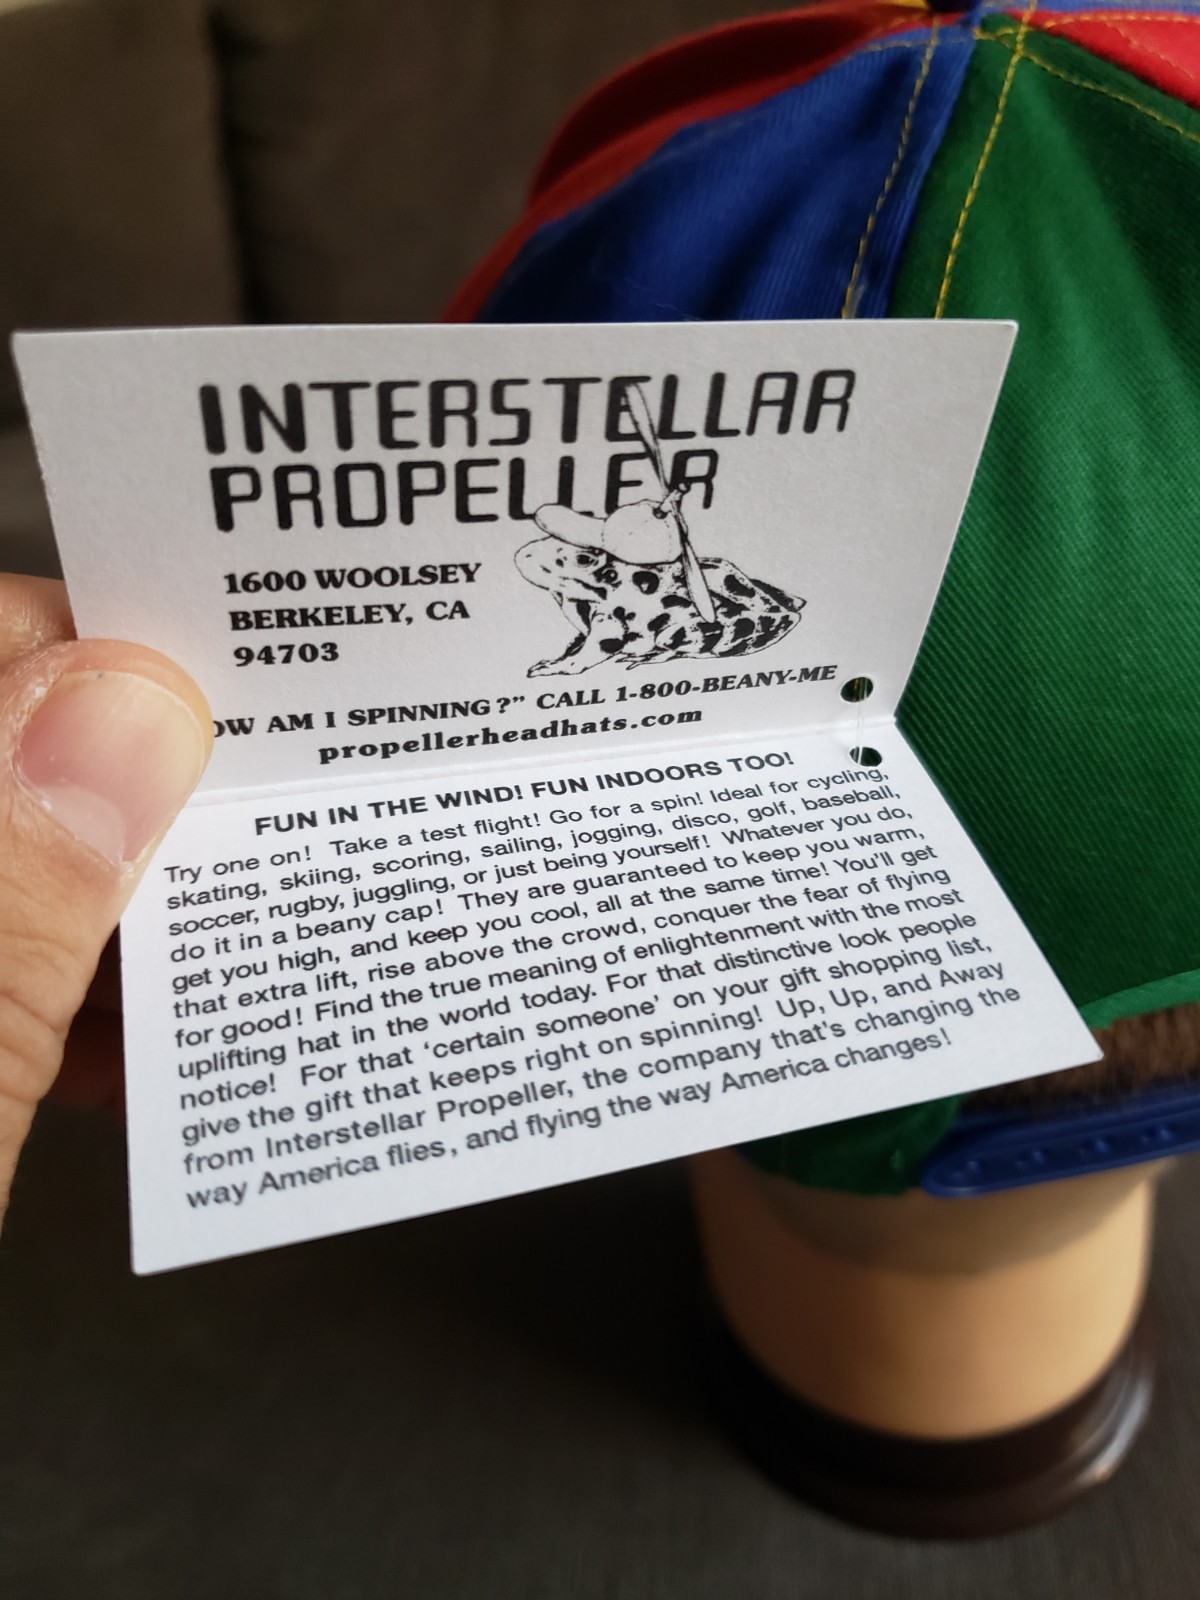 INTERSTELLAR
PROPELLER
1600 WOOLSEY
BERKELEY, CA
94703
OW AM I SPINNING?” CALL 1-800-BEANY-ME
propellerheadhats.com
FUN IN THE WIND! FUN INDOORS TOO!
Try one on! Take a test flight! Go for a spin! Ideal for cycling,
skating, skiing, scoring, sailing, jogging, disco, golf, baseball,
soccer, rugby, juggling, or just being yourself! Whatever you do,
do it in a beany cap! They are guaranteed to keep you warm,
get you high, and keep you cool, all at the same time! You’ll get
that extra lift, rise above the crowd, conquer the fear of flying
for good! Find the true meaning of enlightenment with the most
uplifting hat in the world today. For that distinctive look people
notice! For that ‘certain someone’ on your gift shopping list,
give the gift that keeps right on spinning! Up, Up, and Away
from Interstellar Propeller, the company that’s changing the
way America flies, and flying the way America changes!